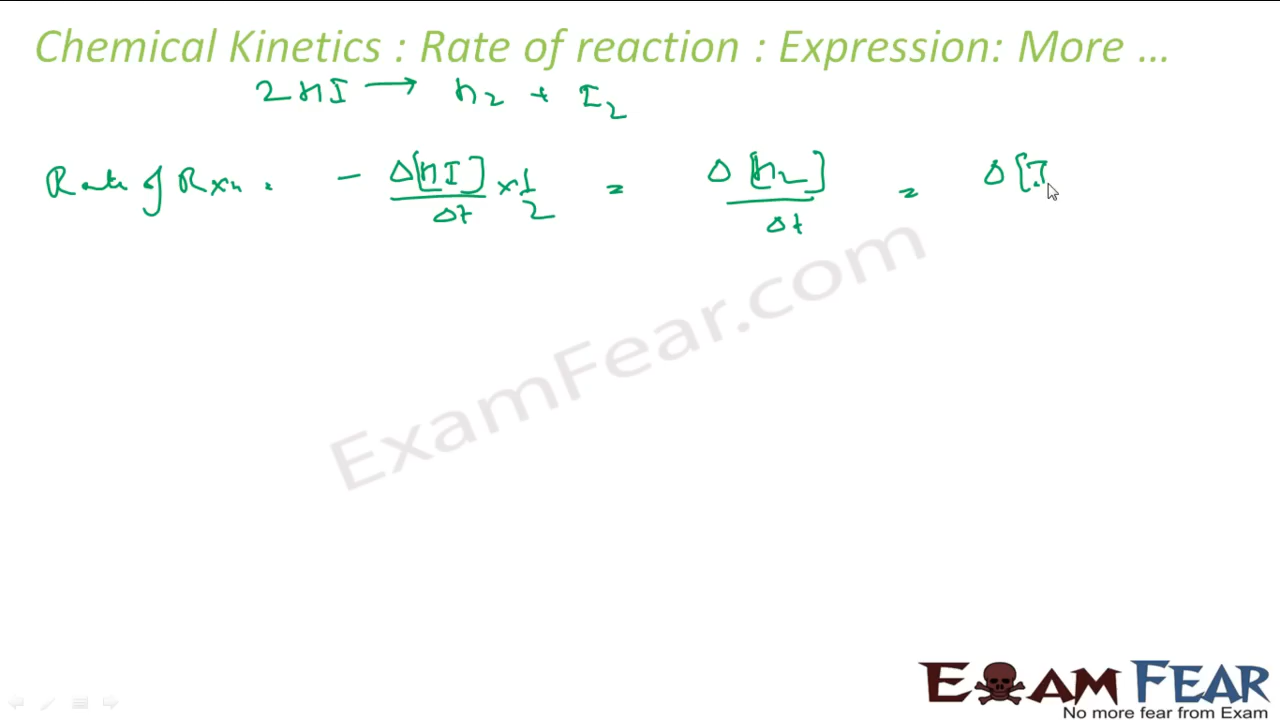 Chemical Kinetics : Rate of reaction : Expression: More ...
2HI → H2 + I2
Rate of Rxn = - Δ[HI]/Δt × 1/2 = Δ[H2]/Δt = Δ[I
ExamFear.com
EXAM FEAR
No more fear from Exam